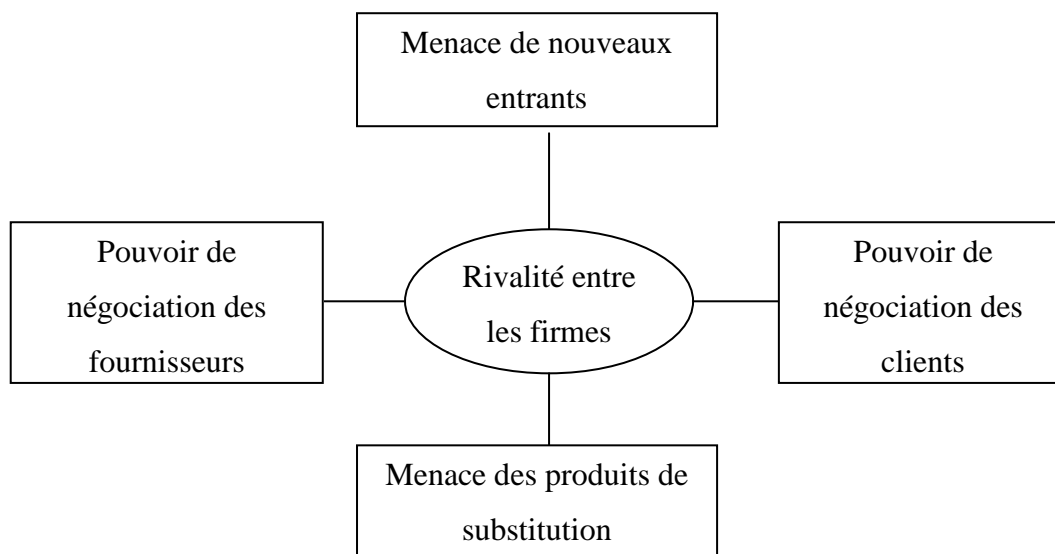 Menace de nouveaux
entrants
Pouvoir de
négociation des
fournisseurs
Rivalité entre
les firmes
Pouvoir de
négociation des
clients
Menace des produits de
substitution